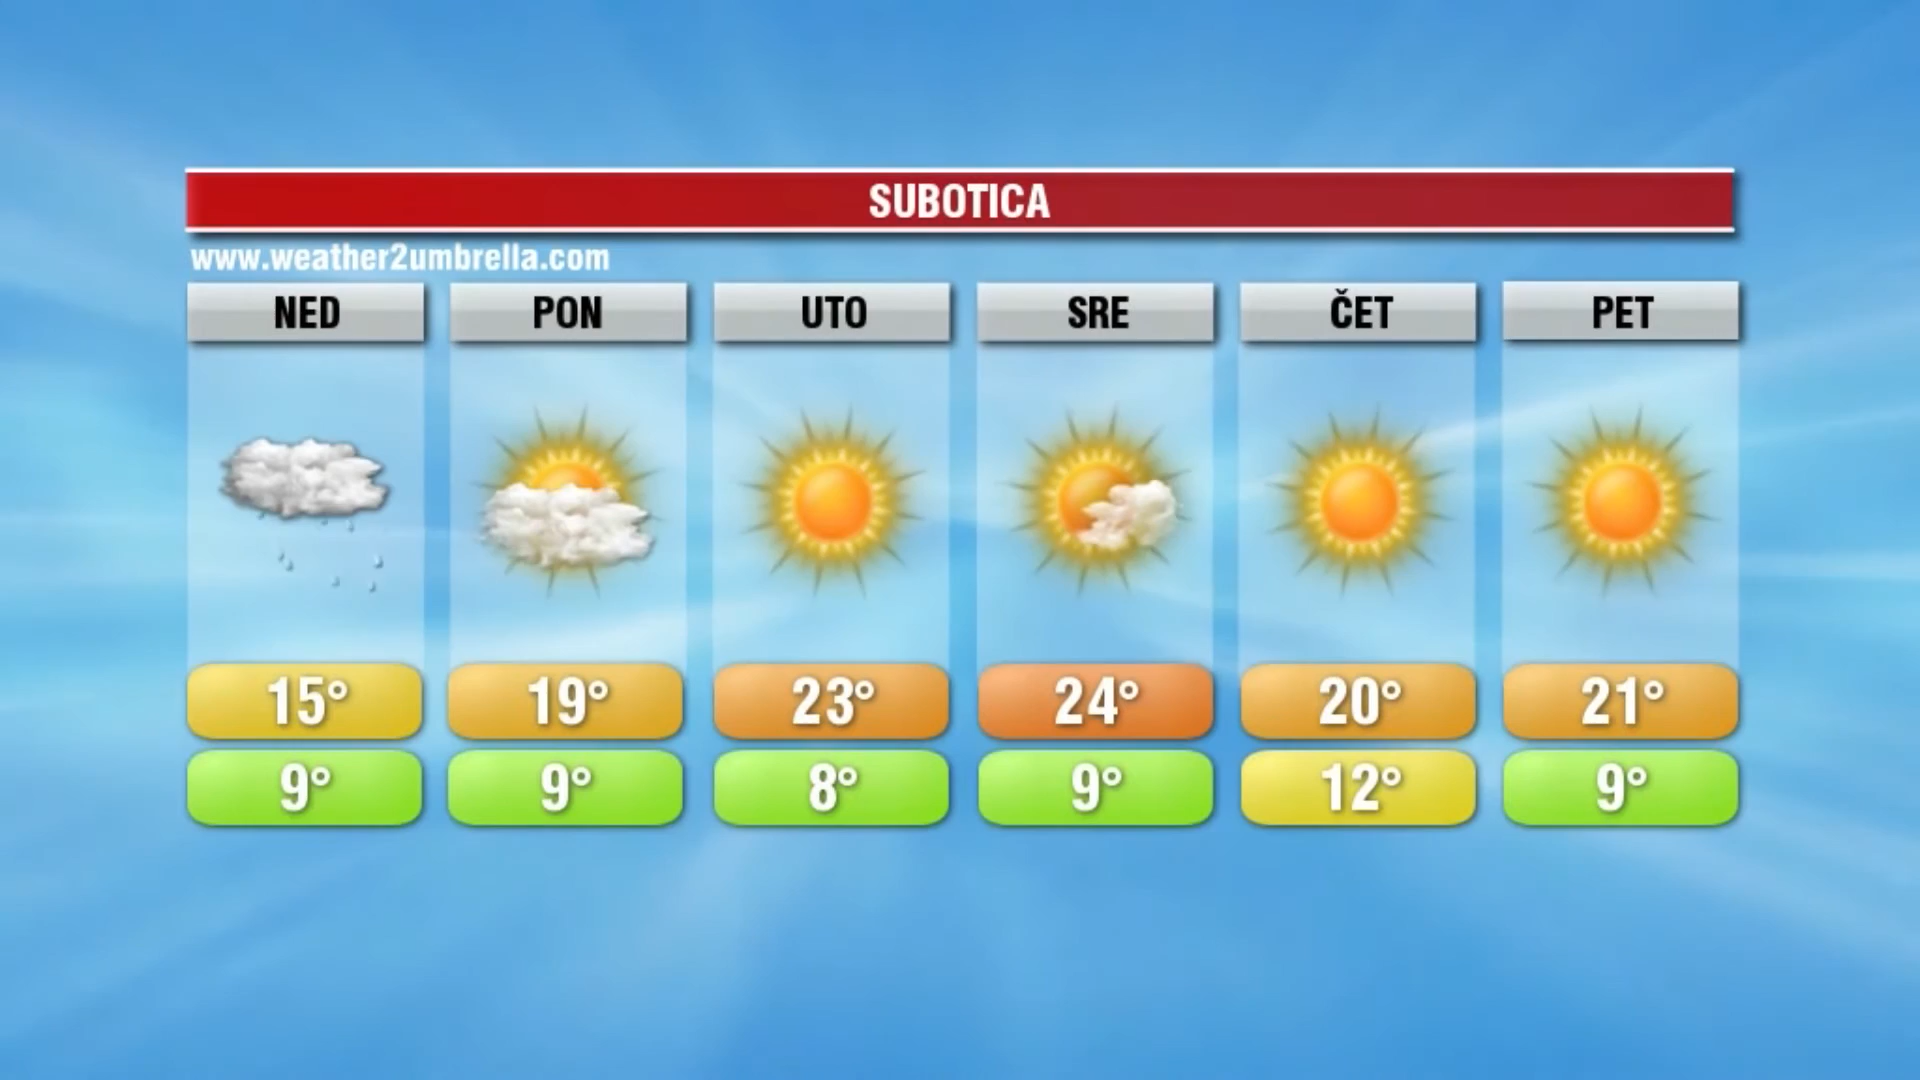 SUBOTICA
www.weather2umbrella.com
NED PON UTO SRE ČET PET
15° 19° 23° 24° 20° 21°
9° 9° 8° 9° 12° 9°